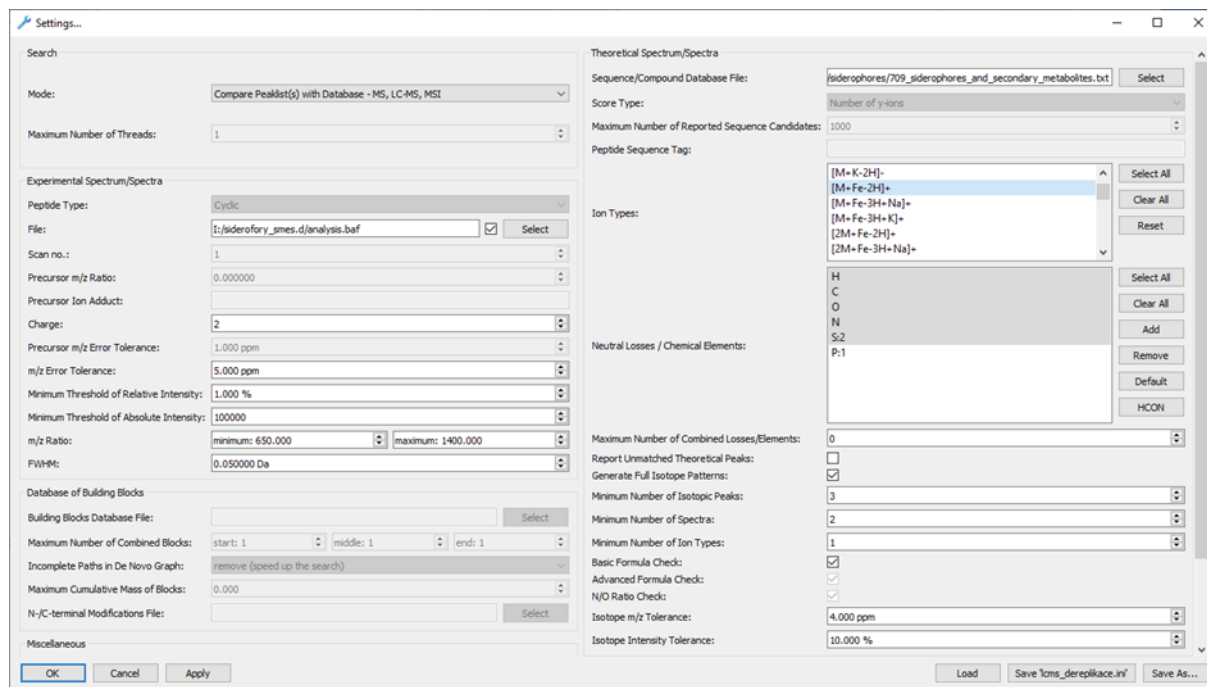 Settings...
Search
Mode: Compare Peaklist(s) with Database - MS, LC-MS, MSI
Maximum Number of Threads: 1
Experimental Spectrum/Spectra
Peptide Type: Cyclic
File: I:/siderofory_smes.d/analysis.baf Select
Scan no.: 1
Precursor m/z Ratio: 0.000000
Precursor Ion Adduct:
Charge: 2
Precursor m/z Error Tolerance: 1.000 ppm
m/z Error Tolerance: 5.000 ppm
Minimum Threshold of Relative Intensity: 1.000 %
Minimum Threshold of Absolute Intensity: 100000
m/z Ratio: minimum: 650.000 maximum: 1400.000
FWHM: 0.050000 Da
Database of Building Blocks
Building Blocks Database File: Select
Maximum Number of Combined Blocks: start: 1 middle: 1 end: 1
Incomplete Paths in De Novo Graph: remove (speed up the search)
Maximum Cumulative Mass of Blocks: 0.000
N-/C-terminal Modifications File: Select
Miscellaneous
Theoretical Spectrum/Spectra
Sequence/Compound Database File: /siderophores/709_siderophores_and_secondary_metabolites.txt Select
Score Type: Number of y-ions
Maximum Number of Reported Sequence Candidates: 1000
Peptide Sequence Tag:
Ion Types:
[M+K-2H]-
[M+Fe-2H]+
[M+Fe-3H+Na]+
[M+Fe-3H+K]+
[2M+Fe-2H]+
[2M+Fe-3H+Na]+
Select All
Clear All
Reset
Neutral Losses / Chemical Elements:
H
C
O
N
S:2
P:1
Select All
Clear All
Add
Remove
Default
HCON
Maximum Number of Combined Losses/Elements: 0
Report Unmatched Theoretical Peaks:
Generate Full Isotope Patterns:
Minimum Number of Isotopic Peaks: 3
Minimum Number of Spectra: 2
Minimum Number of Ion Types: 1
Basic Formula Check:
Advanced Formula Check:
N/O Ratio Check:
Isotope m/z Tolerance: 4.000 ppm
Isotope Intensity Tolerance: 10.000 %
OK Cancel Apply Load Save 'lcms_dereplikace.ini' Save As...